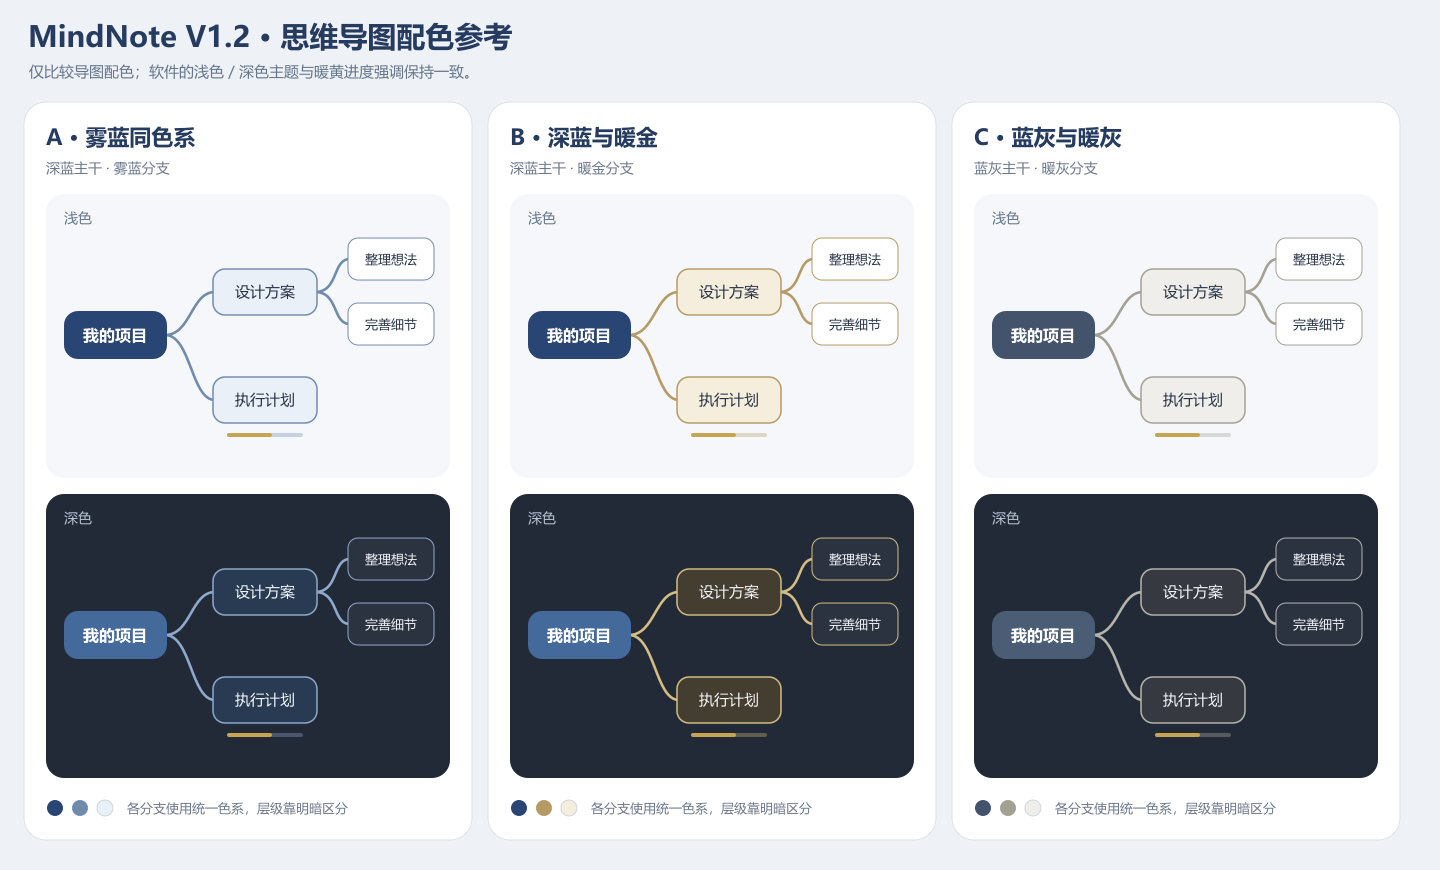 MindNote V1.2 • 思维导图配色参考
仅比较导图配色；软件的浅色 / 深色主题与暖黄进度强调保持一致。
A • 雾蓝同色系
深蓝主干 · 雾蓝分支
浅色
整理想法
设计方案
完善细节
我的项目
执行计划
深色
整理想法
设计方案
完善细节
我的项目
执行计划
各分支使用统一色系，层级靠明暗区分
B • 深蓝与暖金
深蓝主干 · 暖金分支
浅色
整理想法
设计方案
完善细节
我的项目
执行计划
深色
整理想法
设计方案
完善细节
我的项目
执行计划
各分支使用统一色系，层级靠明暗区分
C • 蓝灰与暖灰
蓝灰主干 · 暖灰分支
浅色
整理想法
设计方案
完善细节
我的项目
执行计划
深色
整理想法
设计方案
完善细节
我的项目
执行计划
各分支使用统一色系，层级靠明暗区分